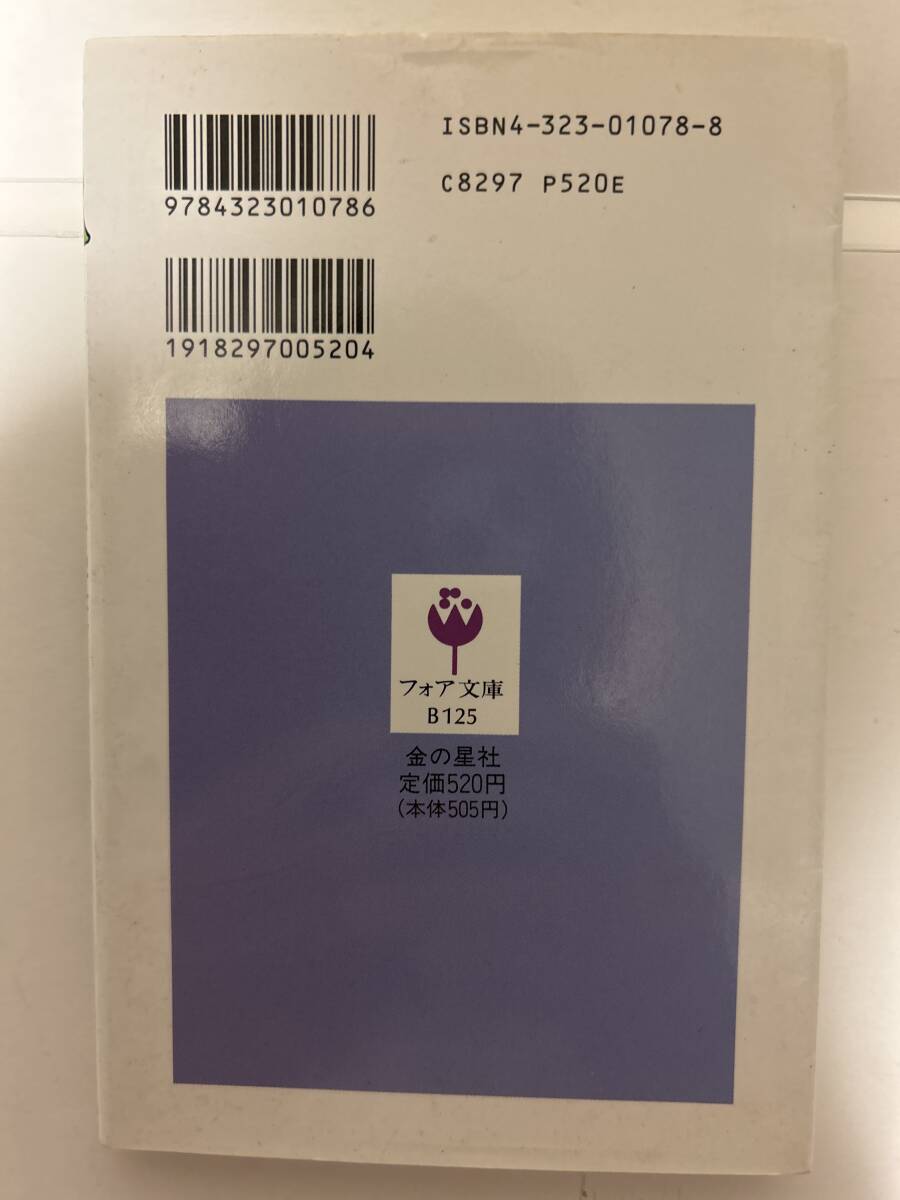 ISBN4-323-01078-8
C8297 P520E
9784323010786
1918297005204
フォア文庫
B125
金の星社
定価520円
(本体505円)